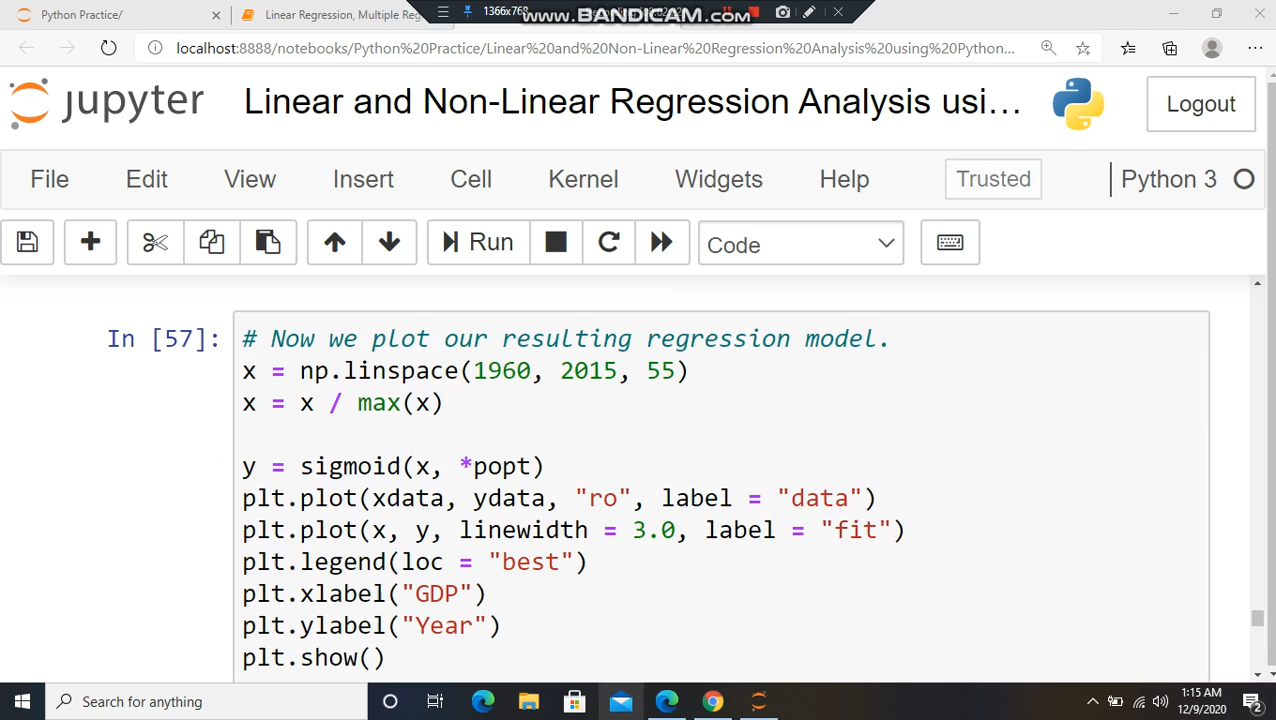 1366x768
www.BANDICAM.com
Python Practice/
Linear Regression, Multiple Reg
localhost:8888/notebooks/Python%20Practice/Linear%20and%20Non-Linear%20Regression%20Analysis%20using%20Python...
jupyter
Linear and Non-Linear Regression Analysis usi...
Logout
File Edit View Insert Cell Kernel Widgets Help Trusted Python 3
Run Code
In [57]:
# Now we plot our resulting regression model.
x = np.linspace(1960, 2015, 55)
x = x / max(x)
y = sigmoid(x, *popt)
plt.plot(xdata, ydata, "ro", label = "data")
plt.plot(x, y, linewidth = 3.0, label = "fit")
plt.legend(loc = "best")
plt.xlabel("GDP")
plt.ylabel("Year")
plt.show()
Search for anything
1:15 AM
12/9/2020
2